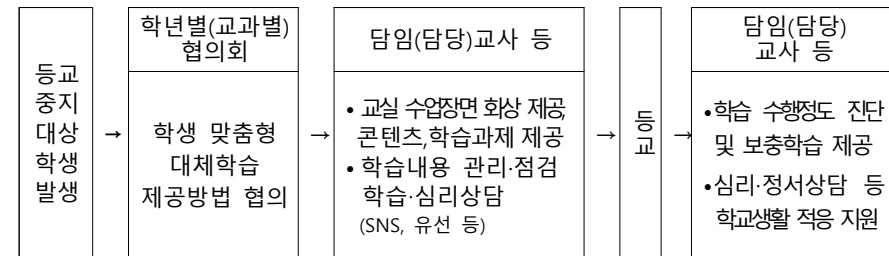 등교
중지
대상
학생
발생
→
학년별(교과별)
협의회
학생 맞춤형
대체학습
제공방법 협의
→
담임(담당)교사 등
• 교실 수업장면 화상 제공,
콘텐츠,학습과제 제공
• 학습내용 관리·점검
학습·심리상담
(SNS, 유선 등)
→
등
교
→
담임(담당)
교사 등
•학습 수행정도 진단
및 보충학습 제공
•심리·정서상담 등
학교생활 적응 지원